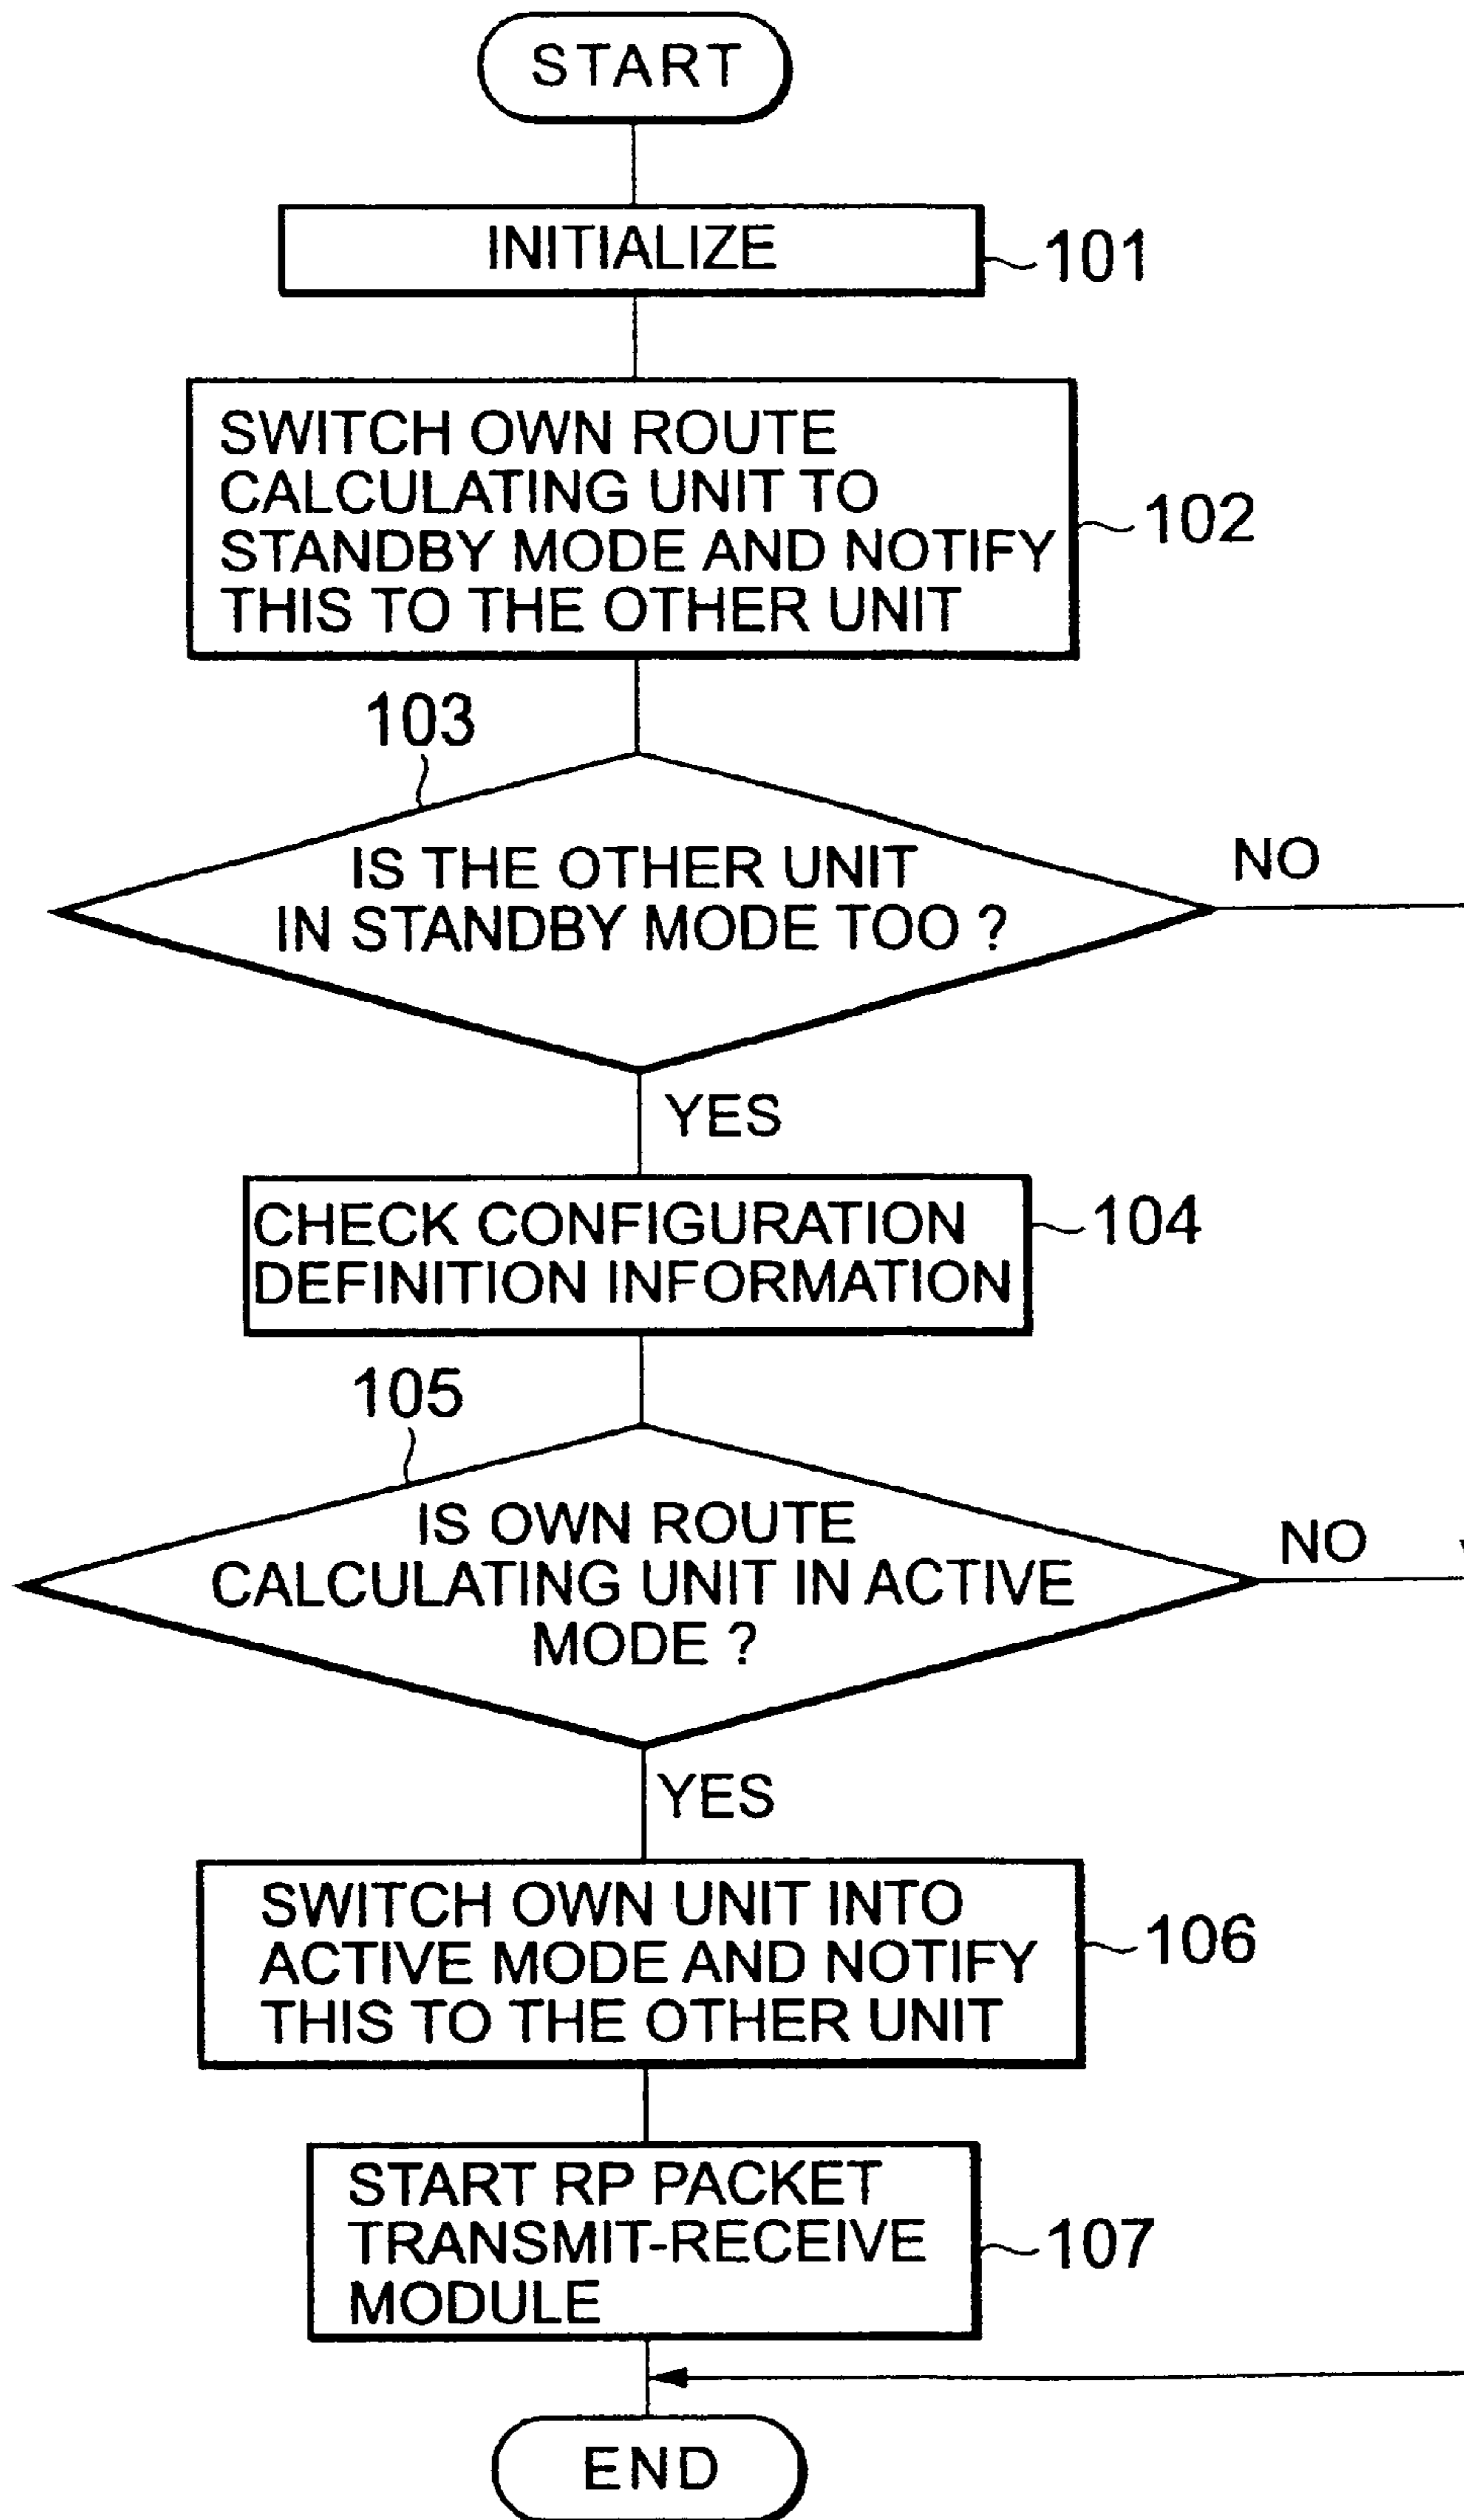 START
INITIALIZE
101
SWITCH OWN ROUTE
CALCULATING UNIT TO
STANDBY MODE AND NOTIFY
THIS TO THE OTHER UNIT
102
103
IS THE OTHER UNIT
IN STANDBY MODE TOO ?
NO
YES
CHECK CONFIGURATION
DEFINITION INFORMATION
104
105
IS OWN ROUTE
CALCULATING UNIT IN ACTIVE
MODE ?
NO
YES
SWITCH OWN UNIT INTO
ACTIVE MODE AND NOTIFY
THIS TO THE OTHER UNIT
106
START RP PACKET
TRANSMIT-RECEIVE
MODULE
107
END